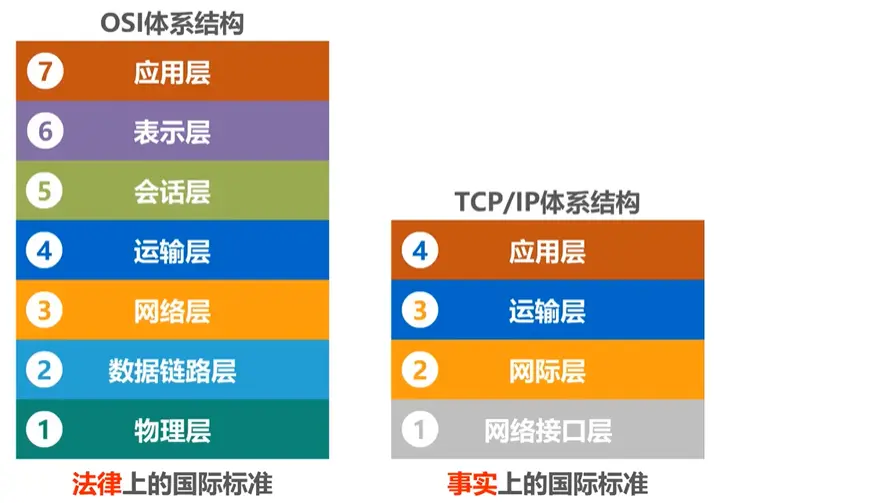 OSI体系结构
7 应用层
6 表示层
5 会话层
4 运输层
3 网络层
2 数据链路层
1 物理层
法律上的国际标准
TCP/IP体系结构
4 应用层
3 运输层
2 网际层
1 网络接口层
事实上的国际标准